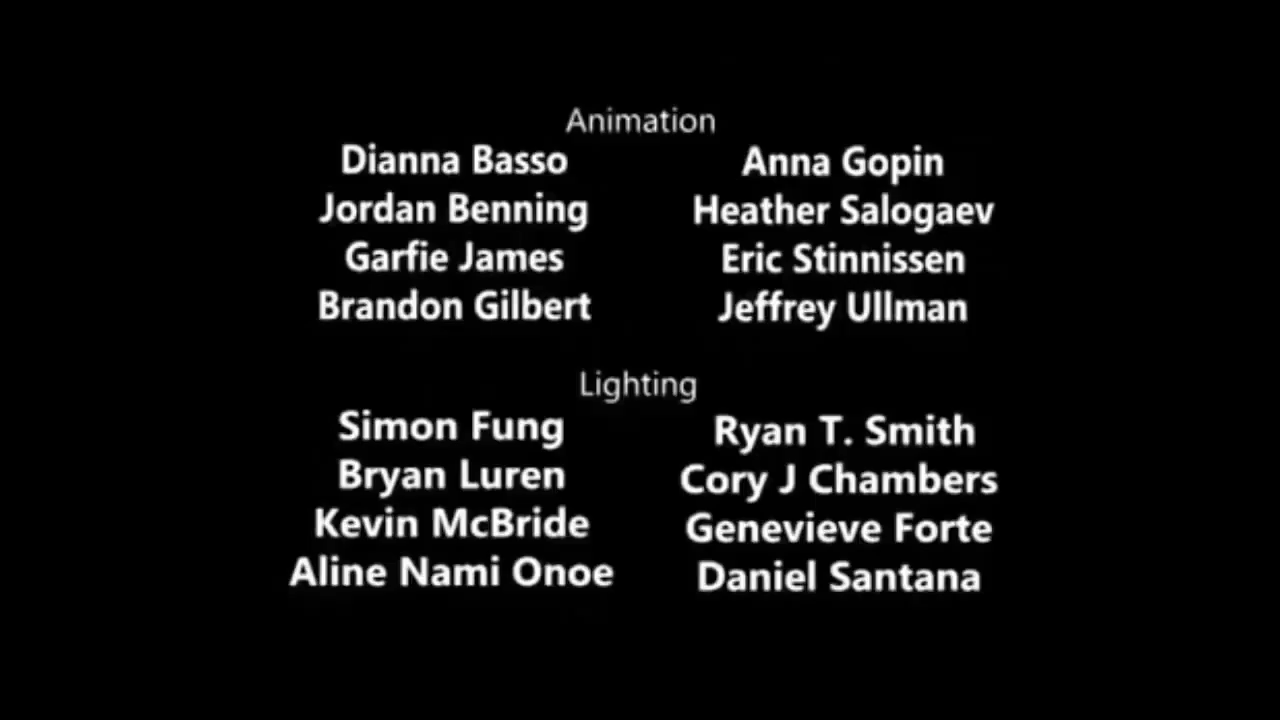 Animation
Dianna Basso Anna Gopin
Jordan Benning Heather Salogaev
Garfie James Eric Stinnissen
Brandon Gilbert Jeffrey Ullman
Lighting
Simon Fung Ryan T. Smith
Bryan Luren Cory J Chambers
Kevin McBride Genevieve Forte
Aline Nami Onoe Daniel Santana